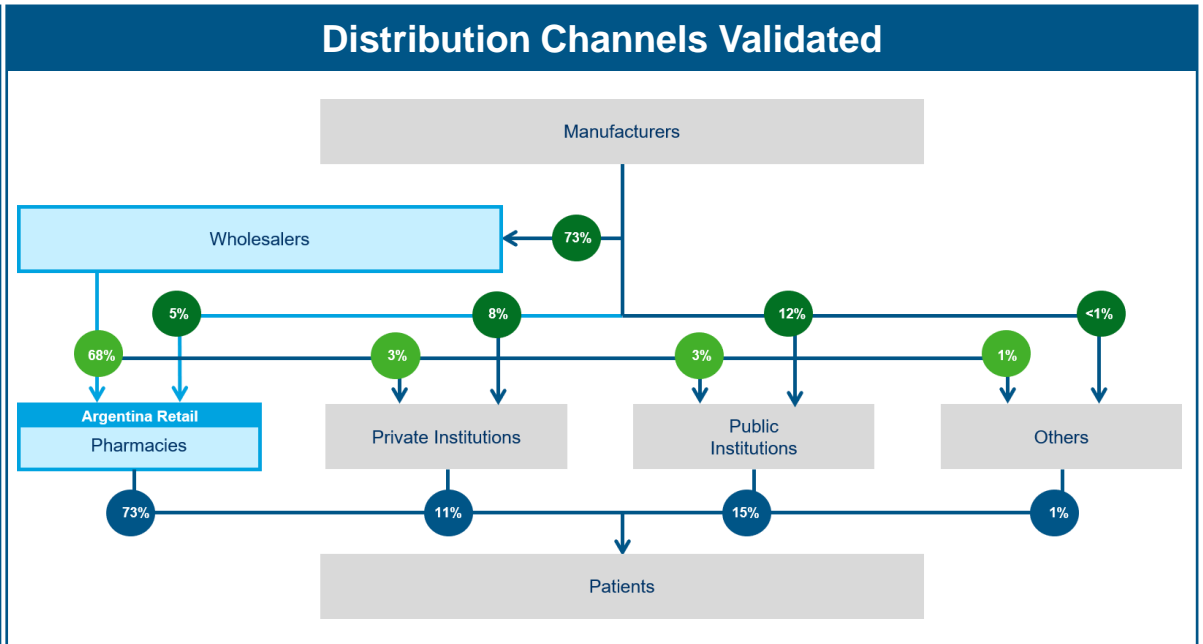 Distribution Channels Validated
Manufacturers
Wholesalers
73%
5%
8%
12%
<1%
68%
3%
3%
1%
Argentina Retail
Pharmacies
Private Institutions
Public
Institutions
Others
73%
11%
15%
1%
Patients